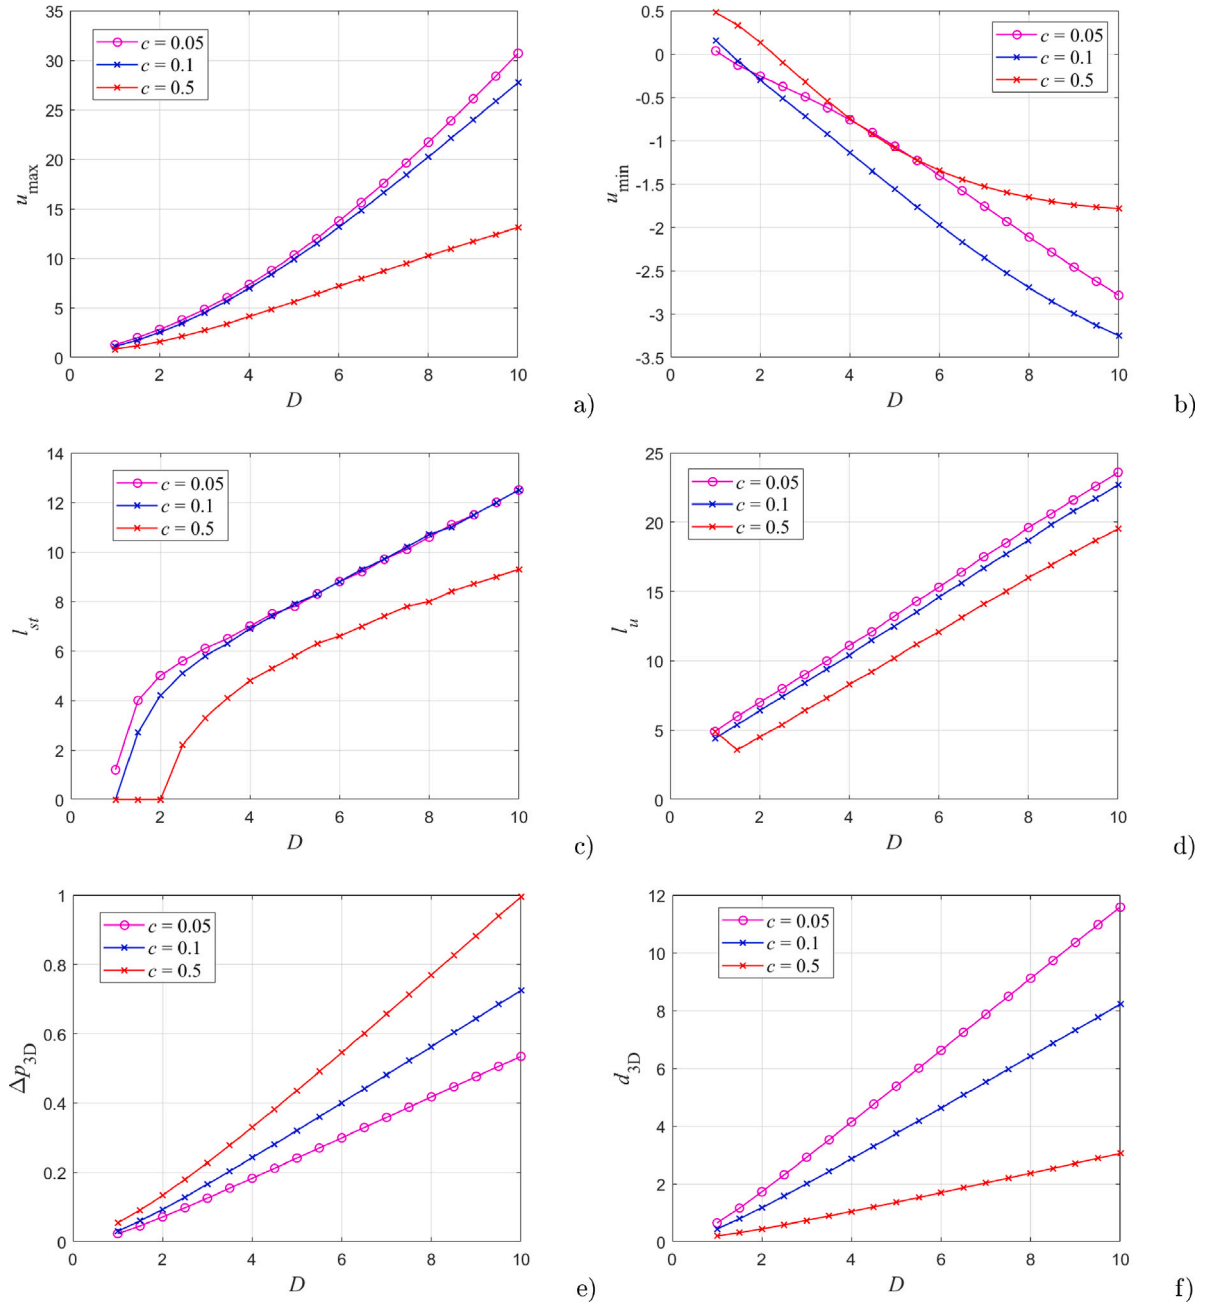 35
30
25
20
15
10
5
0
u_max
c = 0.05
c = 0.1
c = 0.5
0 2 4 6 8 10
D
a)
0.5
0
-0.5
-1
-1.5
-2
-2.5
-3
-3.5
u_min
c = 0.05
c = 0.1
c = 0.5
0 2 4 6 8 10
D
b)
14
12
10
8
6
4
2
0
l_st
c = 0.05
c = 0.1
c = 0.5
0 2 4 6 8 10
D
c)
25
20
15
10
5
0
l_u
c = 0.05
c = 0.1
c = 0.5
0 2 4 6 8 10
D
d)
1
0.8
0.6
0.4
0.2
0
Δp_3D
c = 0.05
c = 0.1
c = 0.5
0 2 4 6 8 10
D
e)
12
10
8
6
4
2
0
d_3D
c = 0.05
c = 0.1
c = 0.5
0 2 4 6 8 10
D
f)